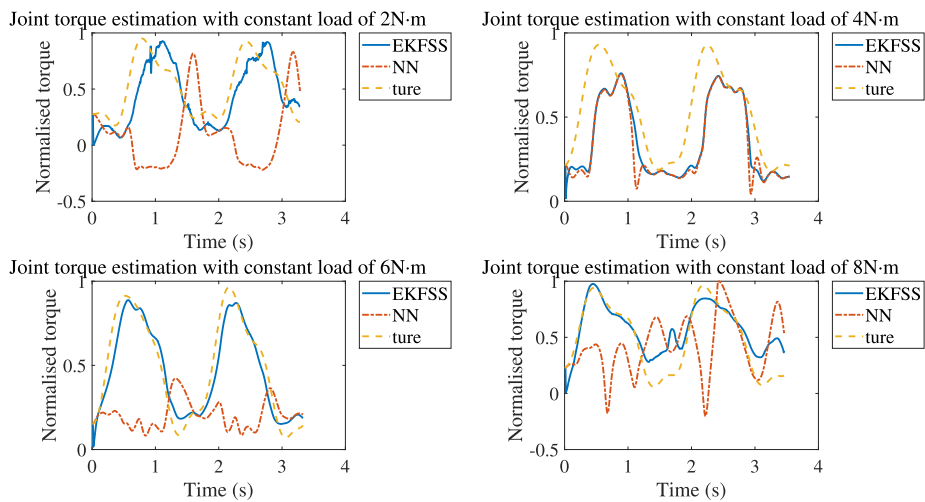 Joint torque estimation with constant load of 2N·m
1
0.5
0
-0.5
Normalised torque
0
1
2
3
4
Time (s)
EKFSS
NN
ture
Joint torque estimation with constant load of 4N·m
1
0.5
0
Normalised torque
0
1
2
3
4
Time (s)
EKFSS
NN
ture
Joint torque estimation with constant load of 6N·m
1
0.5
0
Normalised torque
0
1
2
3
4
Time (s)
EKFSS
NN
ture
Joint torque estimation with constant load of 8N·m
1
0.5
0
-0.5
Normalised torque
0
1
2
3
4
Time (s)
EKFSS
NN
ture